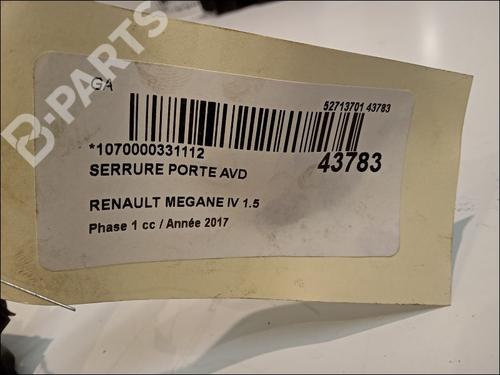 B-PARTS
GA
52713701 43783
*1070000331112
43783
SERRURE PORTE AVD
RENAULT MEGANE IV 1.5
Phase 1 cc / Année 2017